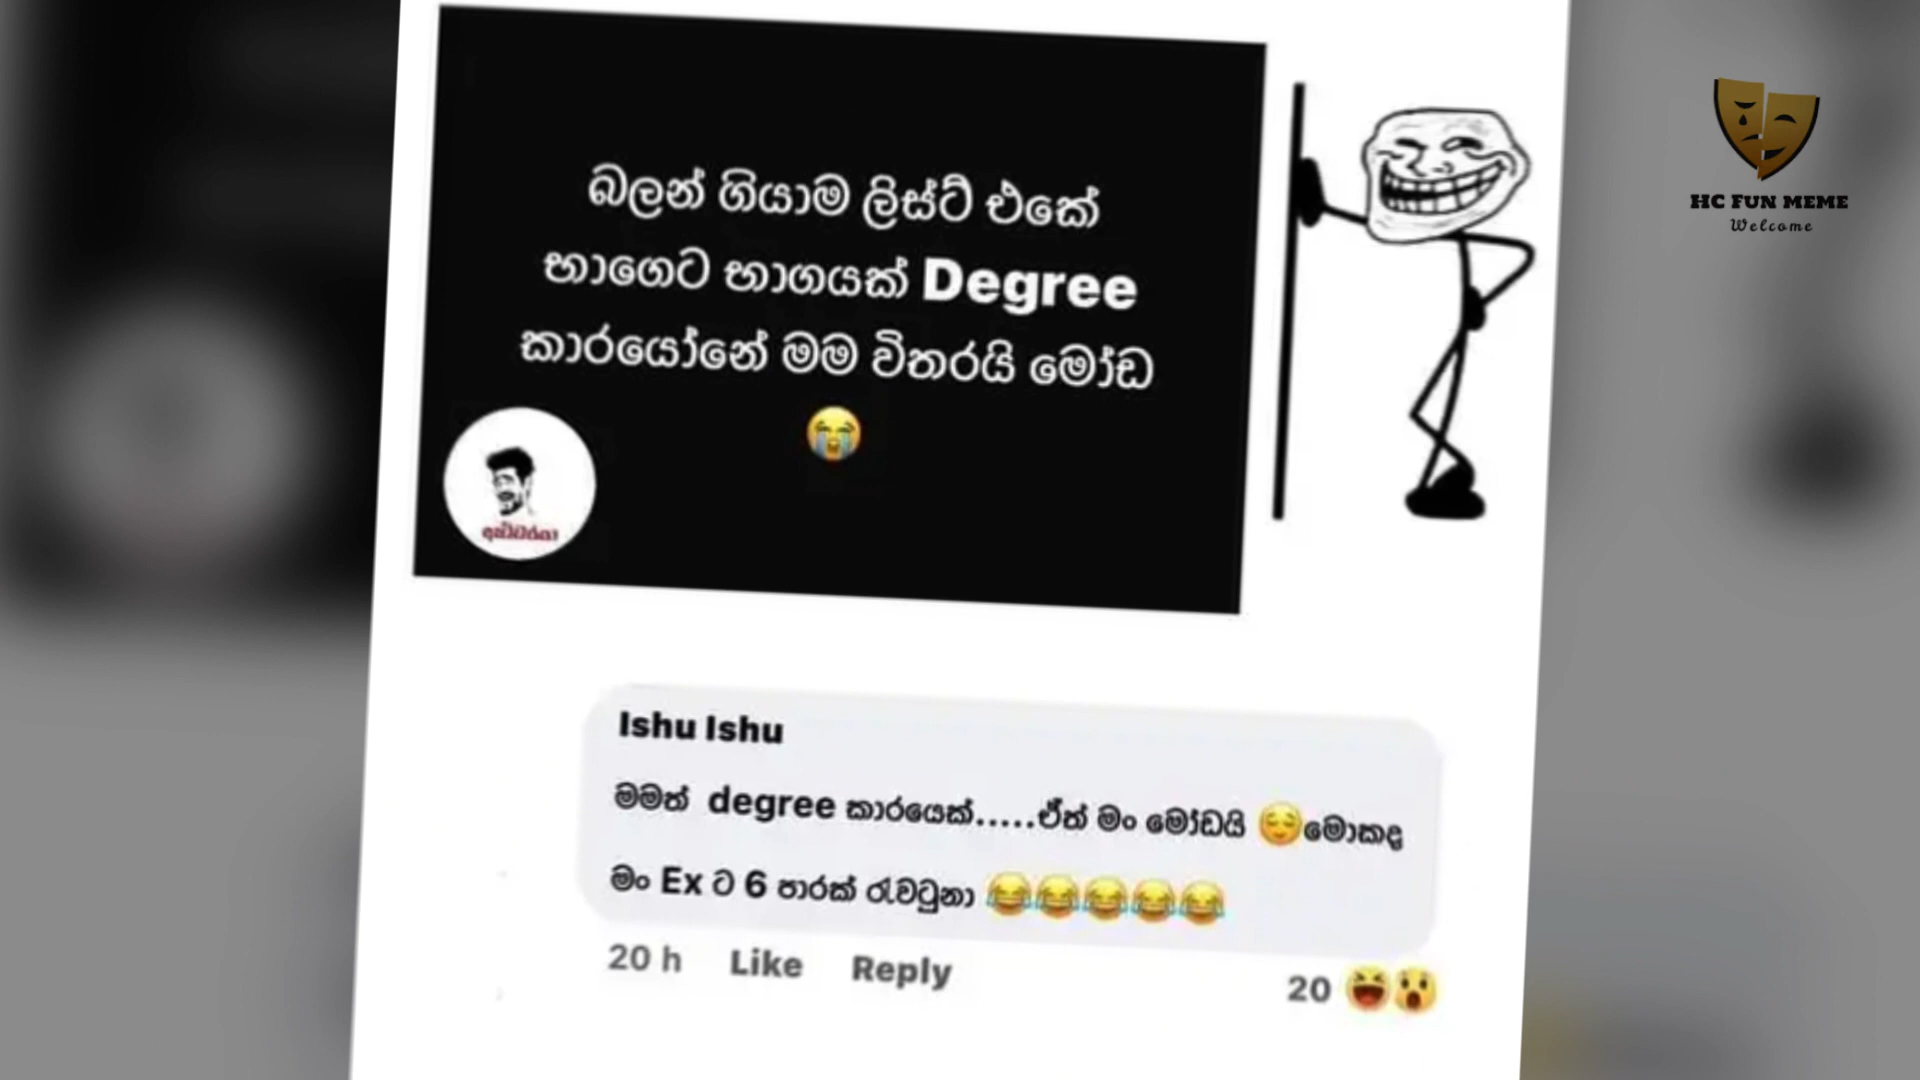 බලන් ගියාම ලිස්ට් එකේ
භාගෙට භාගයක් Degree
කාරයෝනේ මම විතරයි මෝඩ
😭
HC FUN MEME
Welcome
Ishu Ishu
මමත් degree කාරයෙක්.....ඒත් මං මෝඩයි 😌මොකද
මං Ex ට 6 පාරක් රැවටුනා 😂😂😂😂😂
20 h Like Reply 20 😆😮